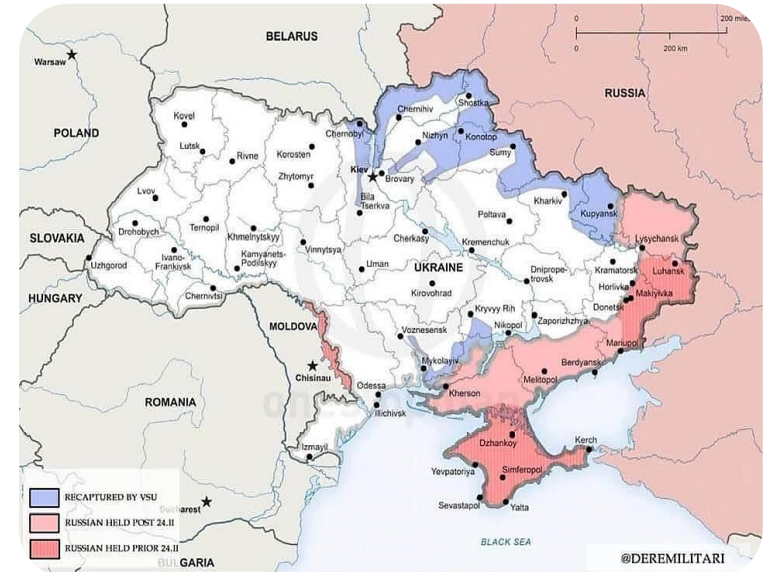 0
200 miles
0
200 km
BELARUS
Warsaw
RUSSIA
POLAND
Kovel
Lutsk
Rivne
Korosten
Zhytomyr
Chernobyl
Chernihiv
Shostka
Nizhyn
Konotop
Sumy
Kiev
Brovary
Bila
Tserkva
Lvov
Drohobych
Ternopil
Khmelnytskyy
Ivano-
Frankivsk
Kamyanets-
Podilskyy
Vinnytsya
Chernivtsi
Uzhgorod
SLOVAKIA
HUNGARY
Uman
Cherkasy
Poltava
Kharkiv
Kupyansk
Kremenchuk
UKRAINE
Kirovohrad
Dniprope-
trovsk
Kramatorsk
Lysychansk
Luhansk
Horlivka
Makiyivka
Donetsk
Kryvyy Rih
Zaporizhzhya
Nikopol
Voznesensk
MOLDOVA
Chisinau
Mykolayiv
Mariupol
Berdyansk
Melitopol
Kherson
Odessa
Illichivsk
ROMANIA
Izmayil
Dzhankoy
Kerch
Yevpatoriya
Simferopol
Sevastapol
Yalta
Bucharest
BULGARIA
BLACK SEA
RECAPTURED BY VSU
RUSSIAN HELD POST 24.II
RUSSIAN HELD PRIOR 24.II
@DEREMILITARI